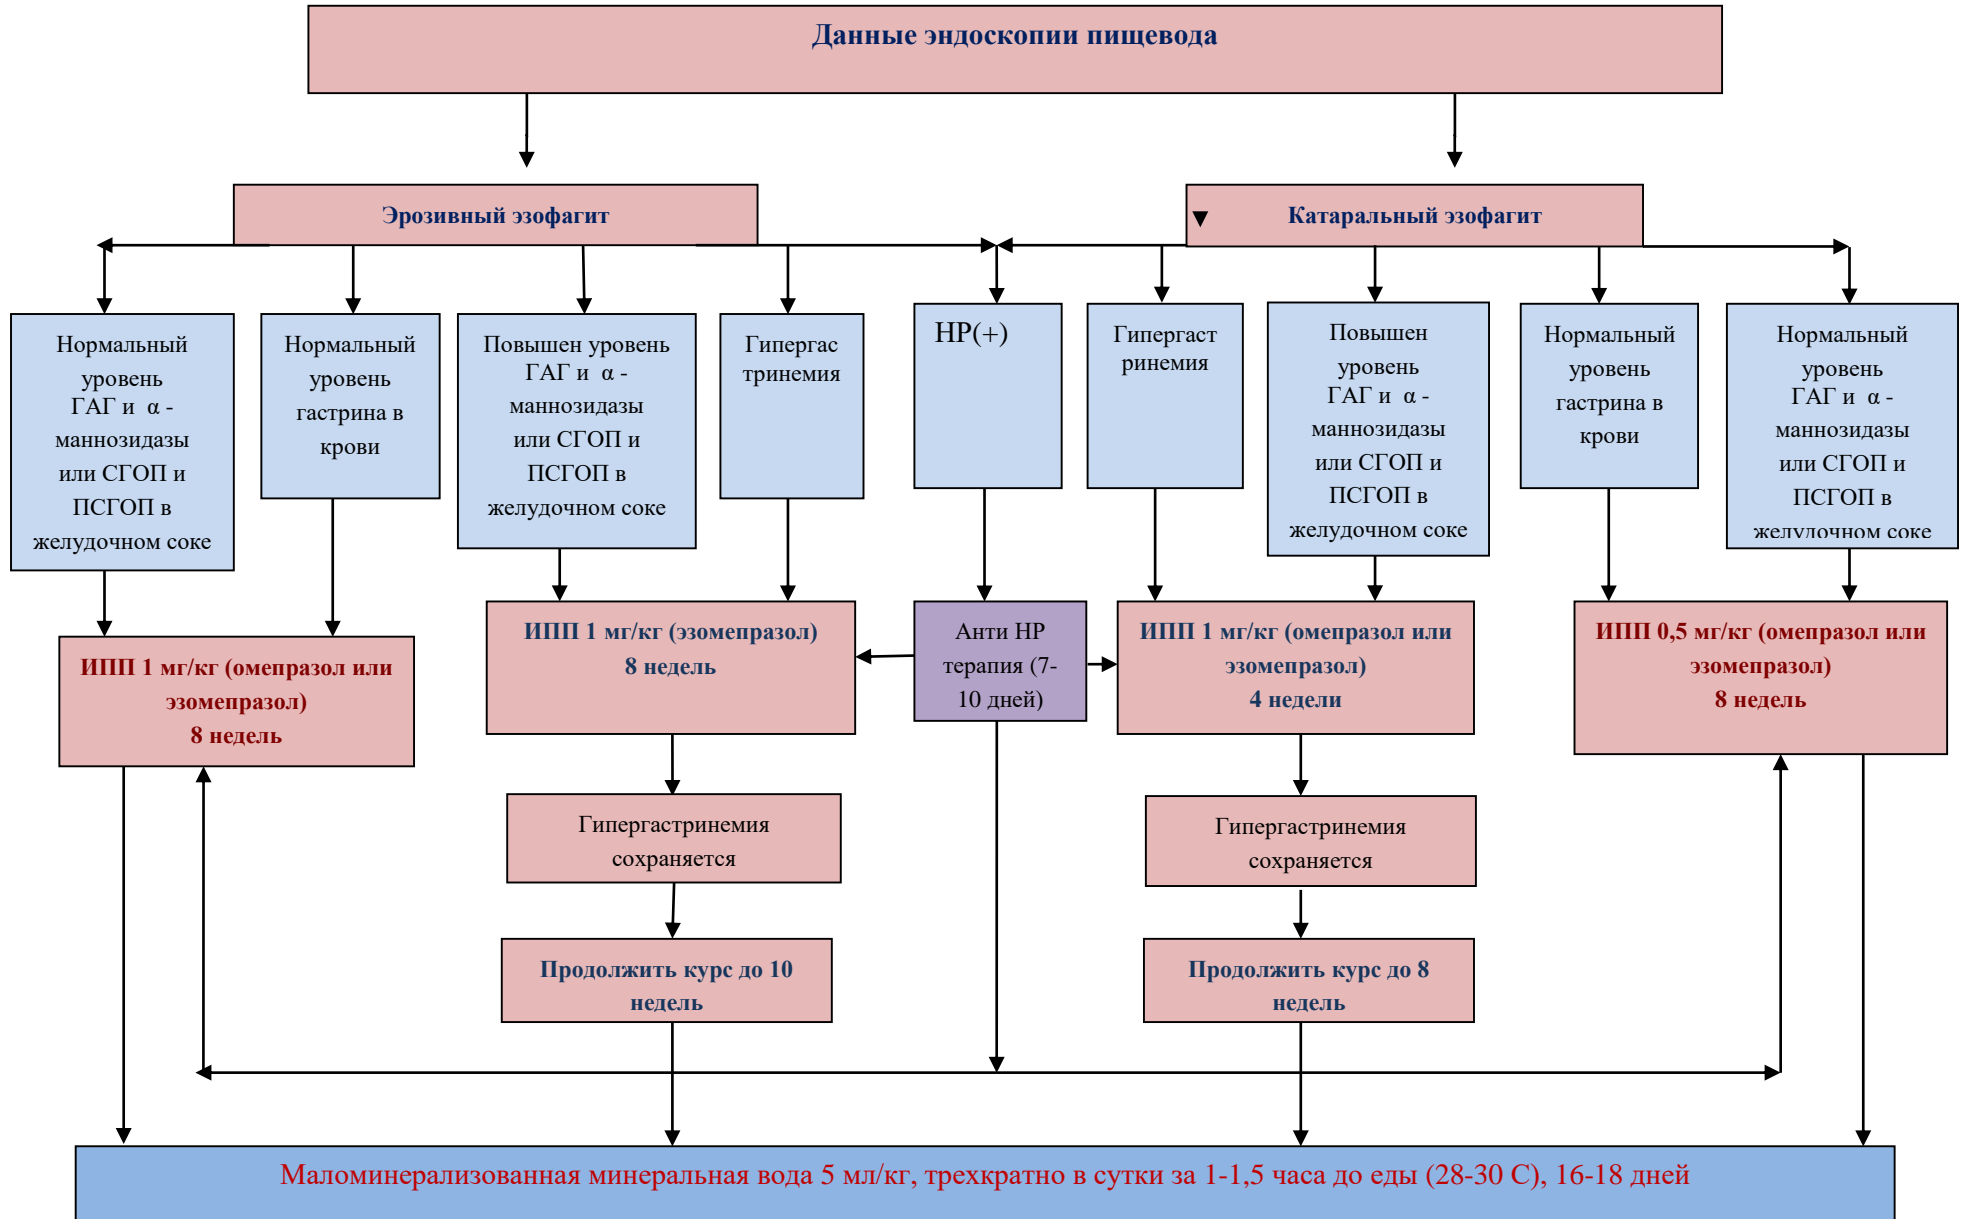 Данные эндоскопии пищевода
Эрозивный эзофагит
Катаральный эзофагит
Нормальный
уровень
ГАГ и α -
маннозидазы
или СГОП и
ПСГОП в
желудочном соке
Нормальный
уровень
гастрина в
крови
Повышен уровень
ГАГ и α -
маннозидазы
или СГОП и
ПСГОП в
желудочном соке
Гипергас
тринемия
HP(+)
Гипергаст
ринемия
Повышен
уровень
ГАГ и α -
маннозидазы
или СГОП и
ПСГОП в
желудочном соке
Нормальный
уровень
гастрина в
крови
Нормальный
уровень
ГАГ и α -
маннозидазы
или СГОП и
ПСГОП в
желудочном соке
ИПП 1 мг/кг (омепразол или
эзомепразол)
8 недель
ИПП 1 мг/кг (эзомепразол)
8 недель
Анти HP
терапия (7-
10 дней)
ИПП 1 мг/кг (омепразол или
эзомепразол)
4 недели
ИПП 0,5 мг/кг (омепразол или
эзомепразол)
8 недель
Гипергастринемия
сохраняется
Гипергастринемия
сохраняется
Продолжить курс до 10
недель
Продолжить курс до 8
недель
Маломинерализованная минеральная вода 5 мл/кг, трехкратно в сутки за 1-1,5 часа до еды (28-30 С), 16-18 дней